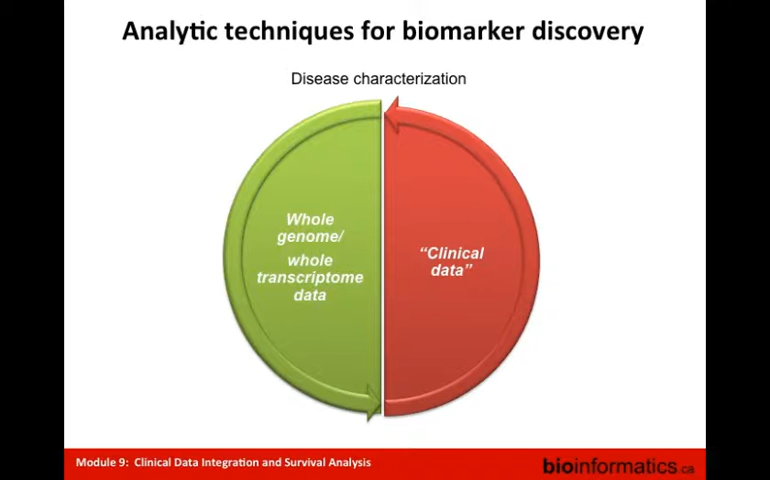 Analytic techniques for biomarker discovery
Disease characterization
Whole
genome/
whole
transcriptome
data
“Clinical
data”
Module 9: Clinical Data Integration and Survival Analysis
bioinformatics.ca